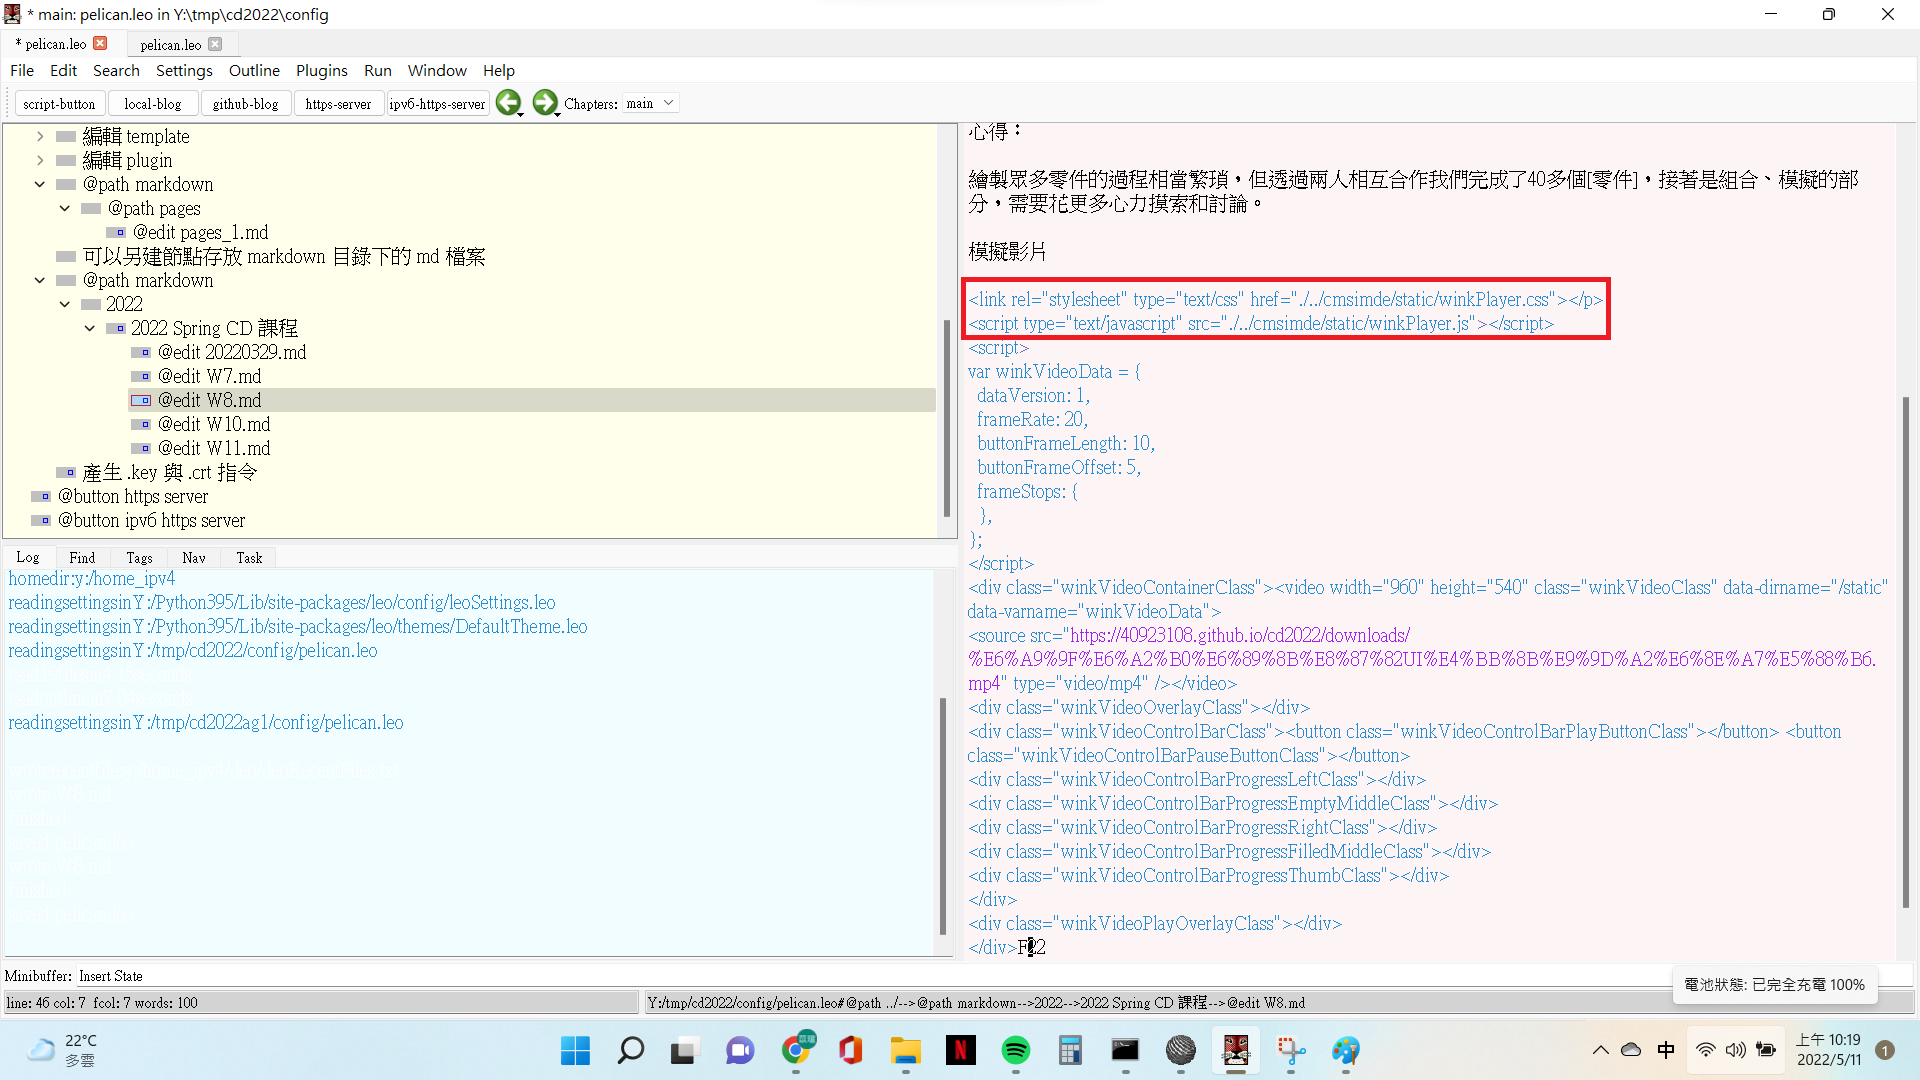 * main: pelican.leo in Y:\tmp\cd2022\config
* pelican.leo
pelican.leo
File Edit Search Settings Outline Plugins Run Window Help
script-button local-blog github-blog https-server ipv6-https-server Chapters: main
編輯 template
編輯 plugin
@path markdown
@path pages
@edit pages_1.md
可以另建節點存放 markdown 目錄下的 md 檔案
@path markdown
2022
2022 Spring CD 課程
@edit 20220329.md
@edit W7.md
@edit W8.md
@edit W10.md
@edit W11.md
產生 .key 與 .crt 指令
@button https server
@button ipv6 https server
Log Find Tags Nav Task
homedir:y:/home_ipv4
readingsettingsinY:/Python395/Lib/site-packages/leo/config/leoSettings.leo
readingsettingsinY:/Python395/Lib/site-packages/leo/themes/DefaultTheme.leo
readingsettingsinY:/tmp/cd2022/config/pelican.leo
readingsettingsinY:/tmp/cd2022ag1/config/pelican.leo
心得：
繪製眾多零件的過程相當繁瑣，但透過兩人相互合作我們完成了40多個[零件]，接著是組合、模擬的部
分，需要花更多心力摸索和討論。
模擬影片
<link rel="stylesheet" type="text/css" href="./../cmsimde/static/winkPlayer.css"></p>
<script type="text/javascript" src="./../cmsimde/static/winkPlayer.js"></script>
<script>
var winkVideoData = {
dataVersion: 1,
frameRate: 20,
buttonFrameLength: 10,
buttonFrameOffset: 5,
frameStops: {
},
};
</script>
<div class="winkVideoContainerClass"><video width="960" height="540" class="winkVideoClass" data-dirname="/static"
data-varname="winkVideoData">
<source src="https://40923108.github.io/cd2022/downloads/
%E6%A9%9F%E6%A2%B0%E6%89%8B%E8%87%82UI%E4%BB%8B%E9%9D%A2%E6%8E%A7%E5%88%B6.
mp4" type="video/mp4" /></video>
<div class="winkVideoOverlayClass"></div>
<div class="winkVideoControlBarClass"><button class="winkVideoControlBarPlayButtonClass"></button> <button
class="winkVideoControlBarPauseButtonClass"></button>
<div class="winkVideoControlBarProgressLeftClass"></div>
<div class="winkVideoControlBarProgressEmptyMiddleClass"></div>
<div class="winkVideoControlBarProgressRightClass"></div>
<div class="winkVideoControlBarProgressFilledMiddleClass"></div>
<div class="winkVideoControlBarProgressThumbClass"></div>
</div>
<div class="winkVideoPlayOverlayClass"></div>
</div>
Minibuffer: Insert State
電池狀態: 已完全充電 100%
line: 46 col: 7 fcol: 7 words: 100
Y:/tmp/cd2022/config/pelican.leo#@path ../-->@path markdown-->2022-->2022 Spring CD 課程-->@edit W8.md
22°C
多雲
中
上午 10:19
2022/5/11
1